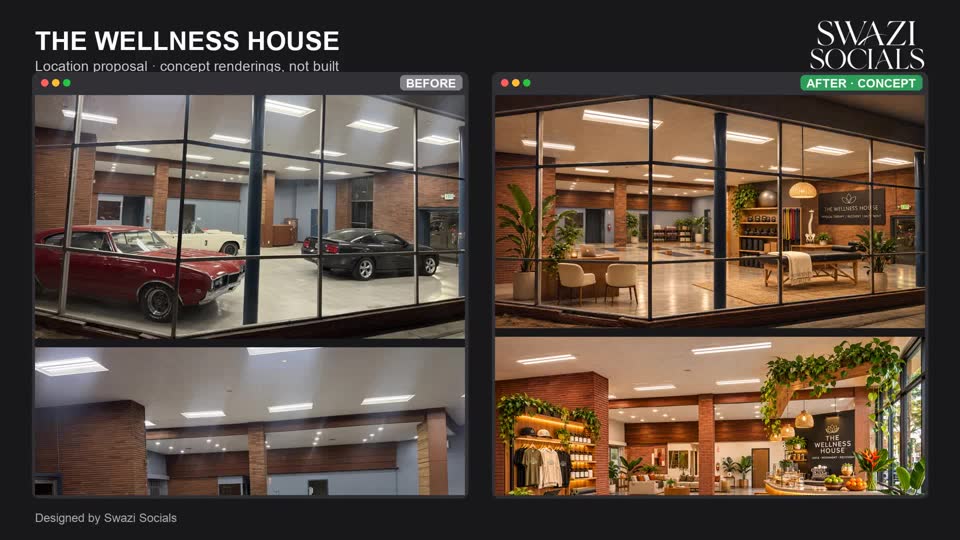 THE WELLNESS HOUSE
Location proposal · concept renderings, not built
SWAZI
SOCIALS
BEFORE
AFTER · CONCEPT
THE WELLNESS HOUSE
THE
WELLNESS
HOUSE
Designed by Swazi Socials